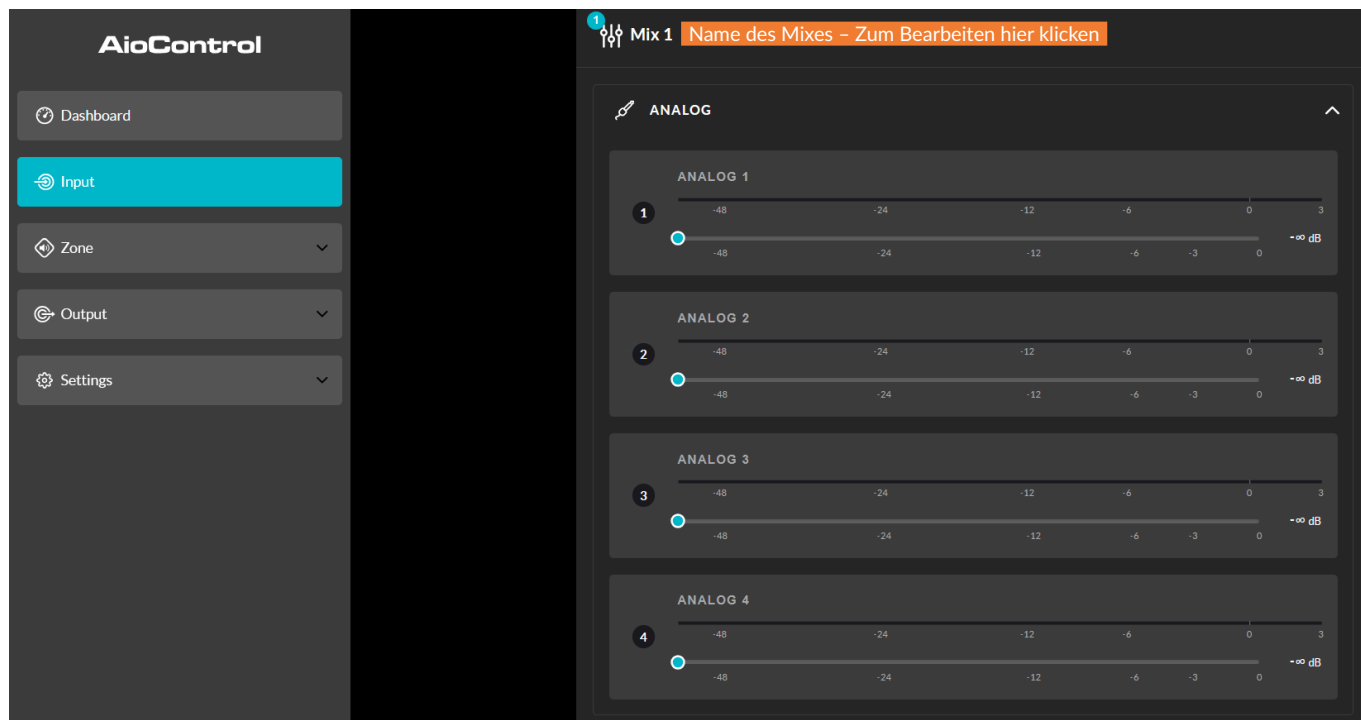 AioControl
Dashboard
Input
Zone
Output
Settings
1
Mix 1 Name des Mixes – Zum Bearbeiten hier klicken
ANALOG
ANALOG 1
1
-48 -24 -12 -6 0 3
-∞ dB
-48 -24 -12 -6 -3 0
ANALOG 2
2
-48 -24 -12 -6 0 3
-∞ dB
-48 -24 -12 -6 -3 0
ANALOG 3
3
-48 -24 -12 -6 0 3
-∞ dB
-48 -24 -12 -6 -3 0
ANALOG 4
4
-48 -24 -12 -6 0 3
-∞ dB
-48 -24 -12 -6 -3 0